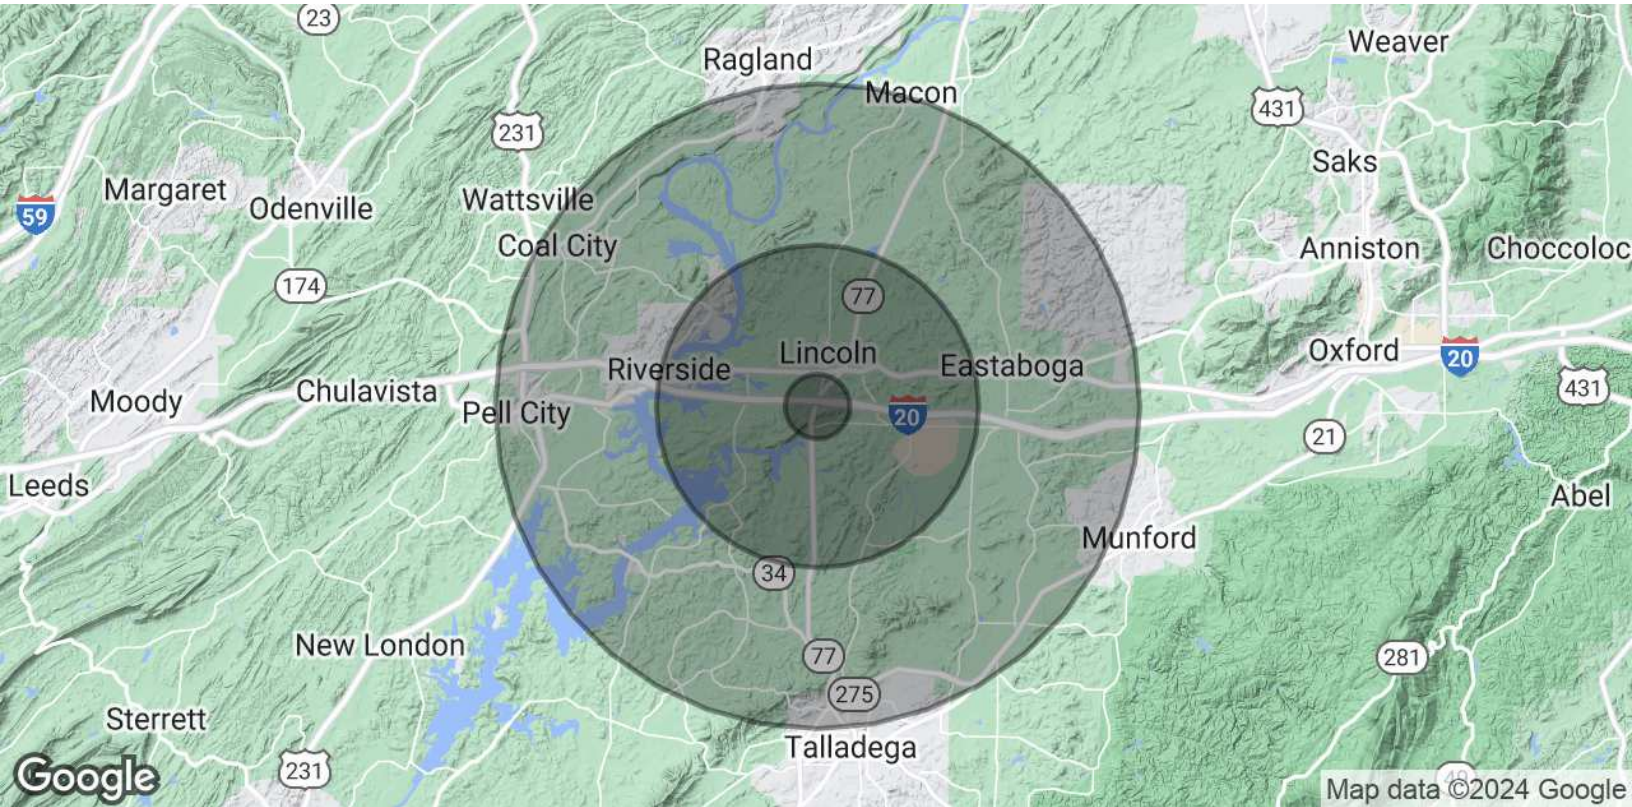 23
Ragland
Weaver
Macon
431
231
Saks
Margaret
Wattsville
Odenville
59
Coal City
Anniston
Choccoloc
174
77
Lincoln
Oxford
20
Riverside
Eastaboga
431
Chulavista
Moody
Pell City
20
21
Leeds
Abel
Munford
34
New London
77
281
275
Sterrett
Talladega
231
Google
Map data ©2024 Google